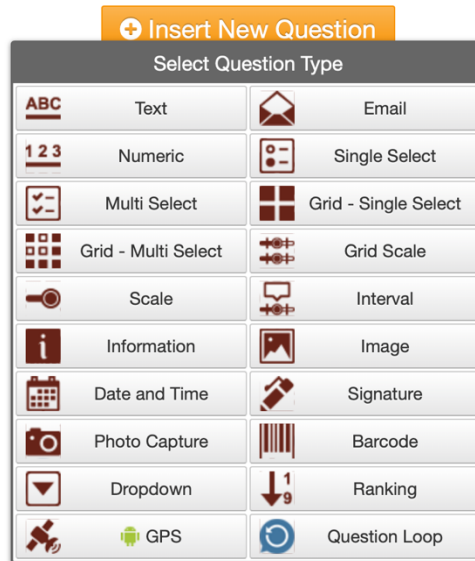 Insert New Question
Select Question Type
ABC Text
Email
1 2 3 Numeric
Single Select
Multi Select
Grid - Single Select
Grid - Multi Select
Grid Scale
Scale
Interval
i Information
Image
Date and Time
Signature
Photo Capture
Barcode
Dropdown
1 9 Ranking
GPS
Question Loop